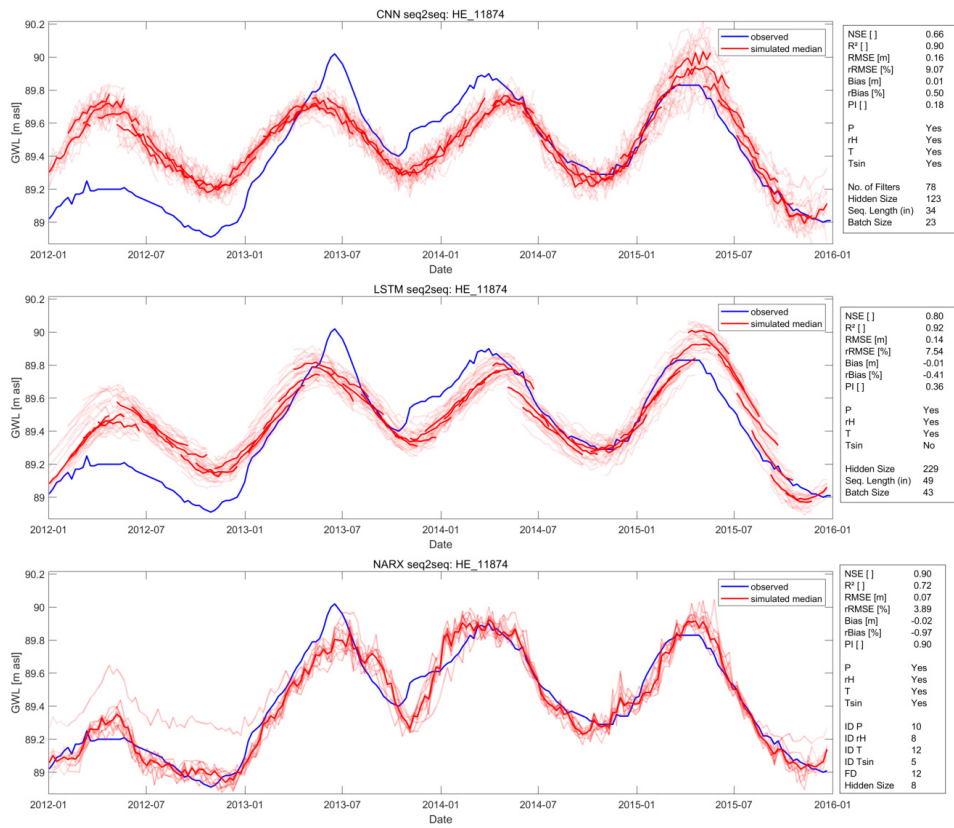 CNN seq2seq: HE_11874
90.2
90
89.8
89.6
89.4
89.2
89
GWL [m asl]
observed
simulated median
2012-01 2012-07 2013-01 2013-07 2014-01 2014-07 2015-01 2015-07 2016-01
Date
NSE [ ] 0.66
R² [ ] 0.90
RMSE [m] 0.16
rRMSE [%] 9.07
Bias [m] 0.01
rBias [%] 0.50
PI [ ] 0.18
P Yes
rH Yes
T Yes
Tsin Yes
No. of Filters 78
Hidden Size 123
Seq. Length (in) 34
Batch Size 23
LSTM seq2seq: HE_11874
90.2
90
89.8
89.6
89.4
89.2
89
GWL [m asl]
observed
simulated median
2012-01 2012-07 2013-01 2013-07 2014-01 2014-07 2015-01 2015-07 2016-01
Date
NSE [ ] 0.80
R² [ ] 0.92
RMSE [m] 0.14
rRMSE [%] 7.54
Bias [m] -0.01
rBias [%] -0.41
PI [ ] 0.36
P Yes
rH Yes
T Yes
Tsin No
Hidden Size 229
Seq. Length (in) 49
Batch Size 43
NARX seq2seq: HE_11874
90.2
90
89.8
89.6
89.4
89.2
89
GWL [m asl]
observed
simulated median
2012-01 2012-07 2013-01 2013-07 2014-01 2014-07 2015-01 2015-07 2016-01
Date
NSE [ ] 0.90
R² [ ] 0.72
RMSE [m] 0.07
rRMSE [%] 3.89
Bias [m] -0.02
rBias [%] -0.97
PI [ ] 0.90
P Yes
rH Yes
T Yes
Tsin Yes
ID P 10
ID rH 8
ID T 12
ID Tsin 5
FD 12
Hidden Size 8